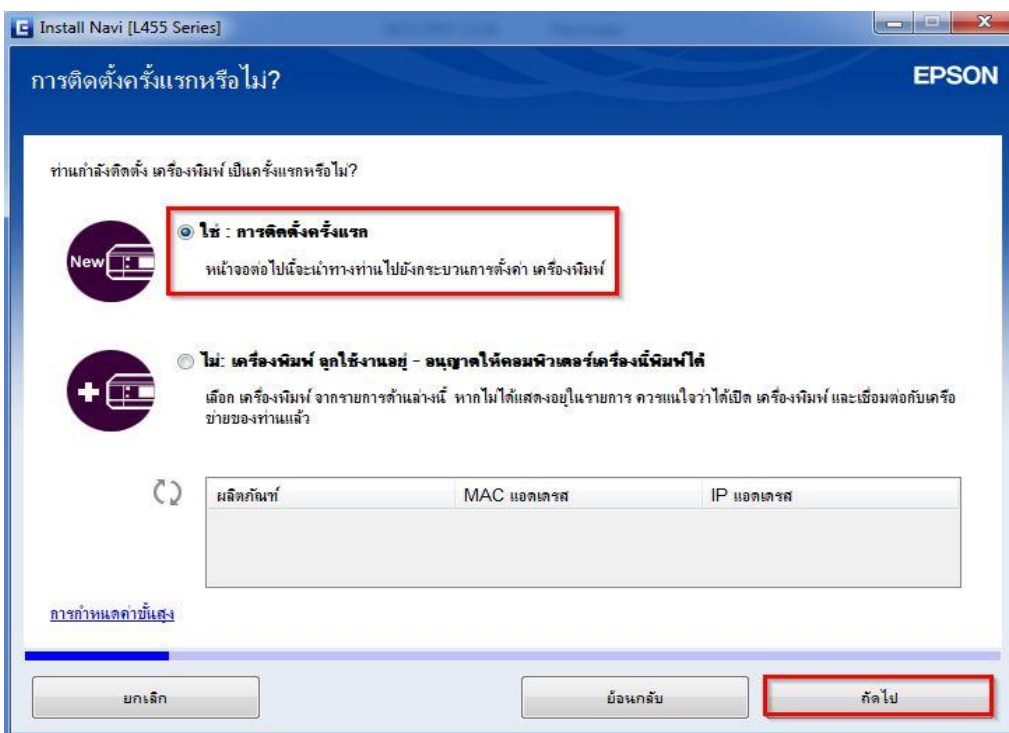 Install Navi [L455 Series]
การติดตั้งครั้งแรกหรือไม่?
EPSON
ท่านกำลังติดตั้ง เครื่องพิมพ์ เป็นครั้งแรกหรือไม่?
New
ใช่ : การติดตั้งครั้งแรก
หน้าจอต่อไปนี้จะนำทางท่านไปยังกระบวนการตั้งค่า เครื่องพิมพ์
ไม่: เครื่องพิมพ์ ถูกใช้งานอยู่ - อนุญาตให้คอมพิวเตอร์เครื่องนี้พิมพ์ได้
เลือก เครื่องพิมพ์ จากรายการด้านล่างนี้ หากไม่ได้แสดงอยู่ในรายการ ควรแน่ใจว่าได้เปิด เครื่องพิมพ์ และเชื่อมต่อกับเครือ
ข่ายของท่านแล้ว
ผลิตภัณฑ์ MAC แอดเดรส IP แอดเดรส
การกำหนดค่าขั้นสูง
ยกเลิก ย้อนกลับ ถัดไป